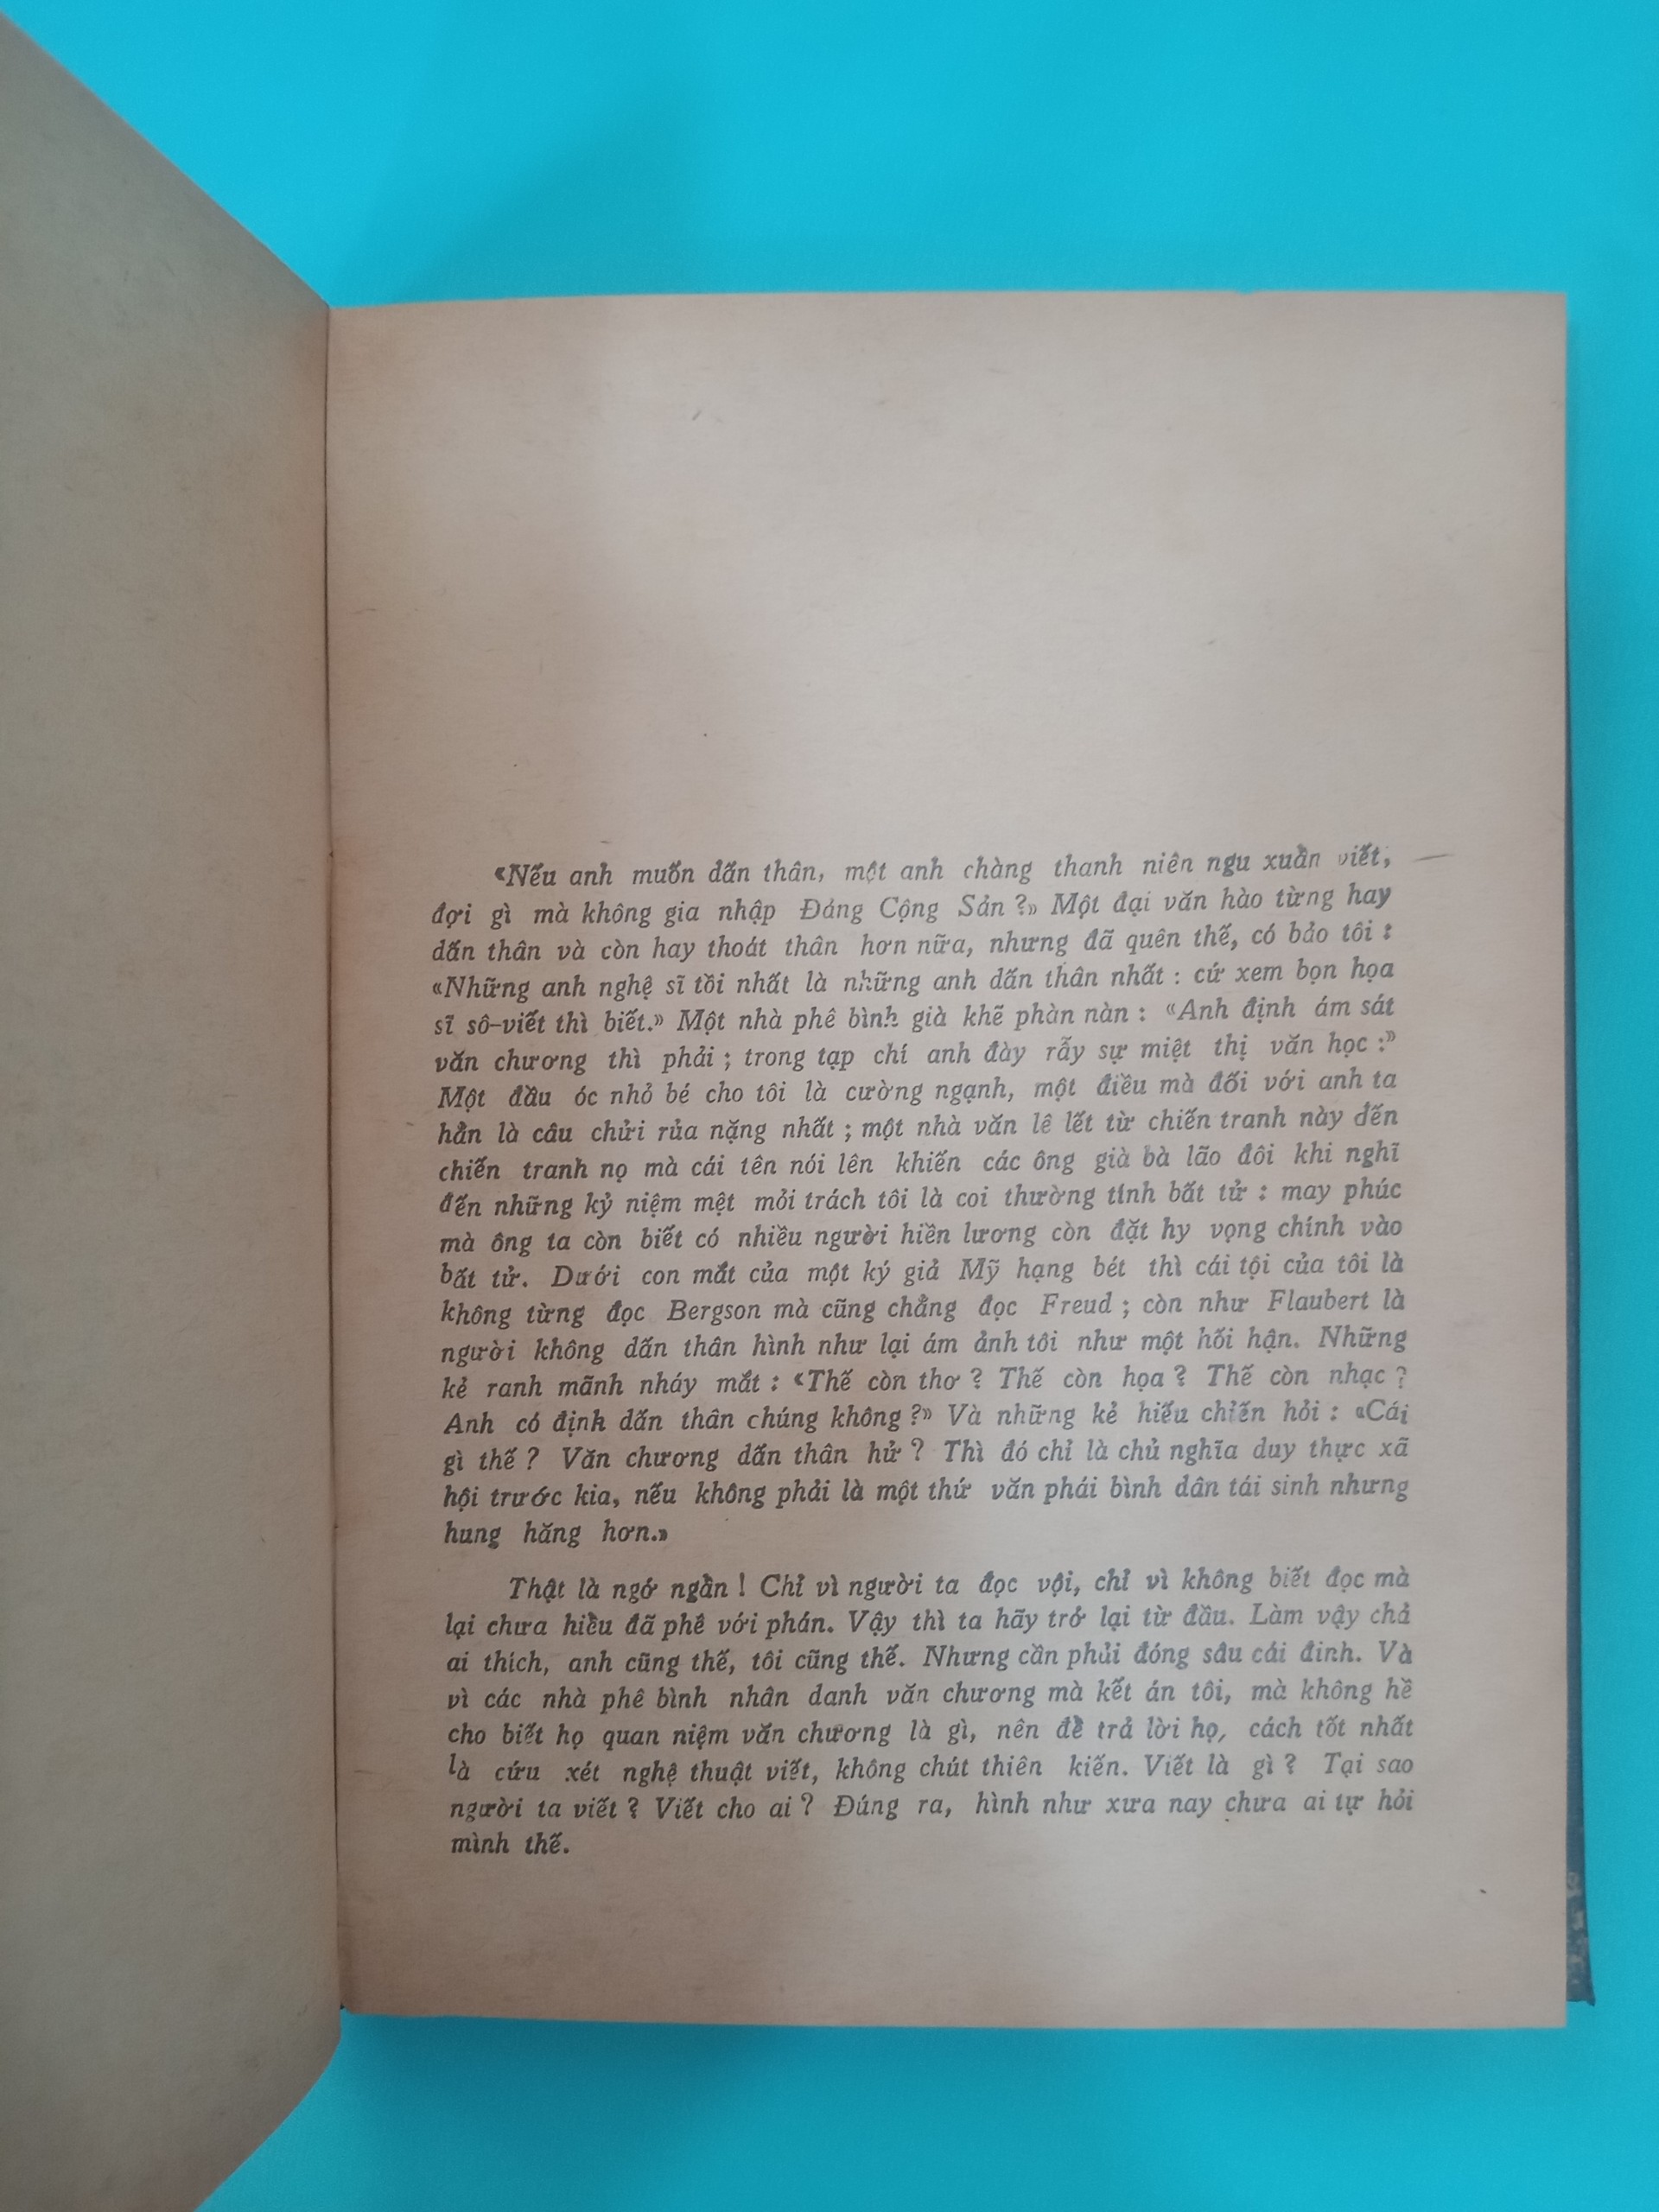 «Nếu anh muốn dấn thân, một anh chàng thanh niên ngu xuẩn viết,
đợi gì mà không gia nhập Đảng Cộng Sản ?» Một đại văn hào từng hay
dấn thân và còn hay thoát thân hơn nữa, nhưng đã quên thế, có bảo tôi :
«Những anh nghệ sĩ tồi nhất là những anh dấn thân nhất : cứ xem bọn họa
sĩ sô-viết thì biết.» Một nhà phê bình già khẽ phàn nàn : «Anh định ám sát
văn chương thì phải ; trong tạp chí anh đày rẫy sự miệt thị văn học :»
Một đầu óc nhỏ bé cho tôi là cường ngạnh, một điều mà đối với anh ta
hẳn là câu chửi rủa nặng nhất ; một nhà văn lê lết từ chiến tranh này đến
chiến tranh nọ mà cái tên nói lên khiến các ông già bà lão đôi khi nghĩ
đến những kỷ niệm mệt mỏi trách tôi là coi thường tính bất tử : may phúc
mà ông ta còn biết có nhiều người hiền lương còn đặt hy vọng chính vào
bất tử. Dưới con mắt của một ký giả Mỹ hạng bét thì cái tội của tôi là
không từng đọc Bergson mà cũng chẳng đọc Freud ; còn như Flaubert là
người không dấn thân hình như lại ám ảnh tôi như một hối hận. Những
kẻ ranh mãnh nháy mắt : «Thế còn thơ ? Thế còn họa ? Thế còn nhạc ?
Anh có định dấn thân chúng không ?» Và những kẻ hiếu chiến hỏi : «Cái
gì thế ? Văn chương dấn thân hử ? Thì đó chỉ là chủ nghĩa duy thực xã
hội trước kia, nếu không phải là một thứ văn phái bình dân tái sinh nhưng
hung hăng hơn.»
Thật là ngớ ngẩn ! Chỉ vì người ta đọc vội, chỉ vì không biết đọc mà
lại chưa hiểu đã phê với phán. Vậy thì ta hãy trở lại từ đầu. Làm vậy chả
ai thích, anh cũng thế, tôi cũng thế. Nhưng cần phải đóng sâu cái đinh. Và
vì các nhà phê bình nhân danh văn chương mà kết án tôi, mà không hề
cho biết họ quan niệm văn chương là gì, nên để trả lời họ, cách tốt nhất
là cứu xét nghệ thuật viết, không chút thiên kiến. Viết là gì ? Tại sao
người ta viết ? Viết cho ai ? Đúng ra, hình như xưa nay chưa ai tự hỏi
mình thế.